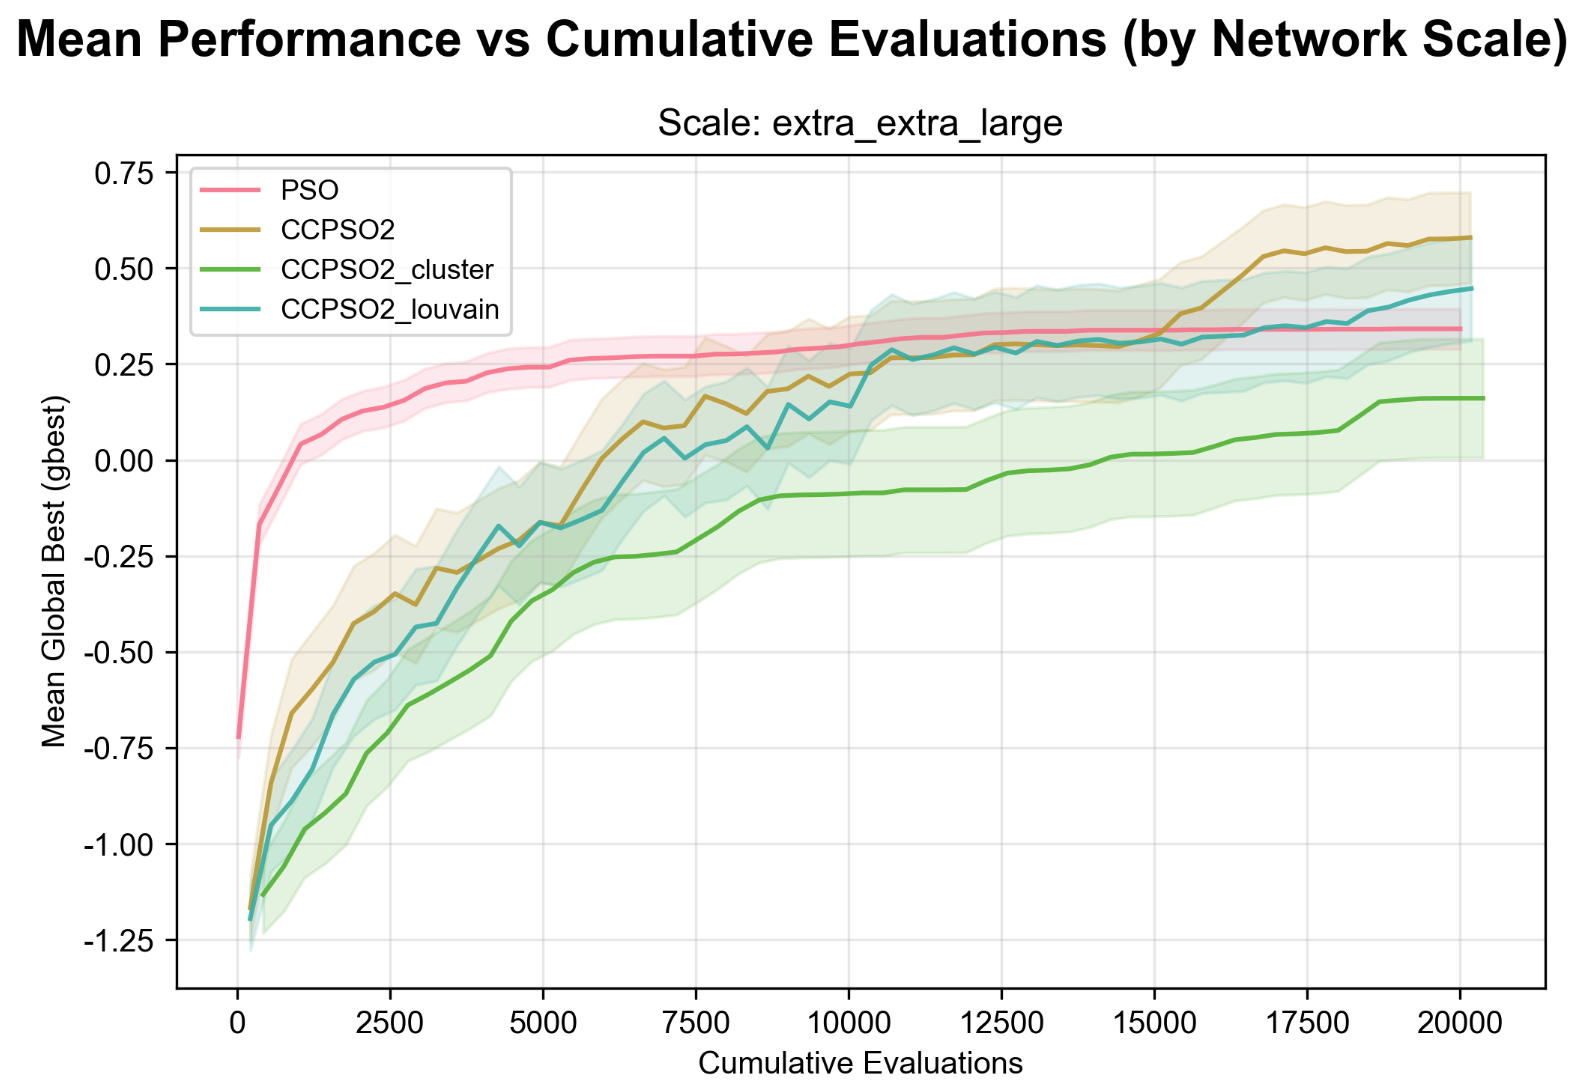 Mean Performance vs Cumulative Evaluations (by Network Scale)
Scale: extra_extra_large
PSO
CCPSO2
CCPSO2_cluster
CCPSO2_louvain
Mean Global Best (gbest)
0.75
0.50
0.25
0.00
-0.25
-0.50
-0.75
-1.00
-1.25
0 2500 5000 7500 10000 12500 15000 17500 20000
Cumulative Evaluations